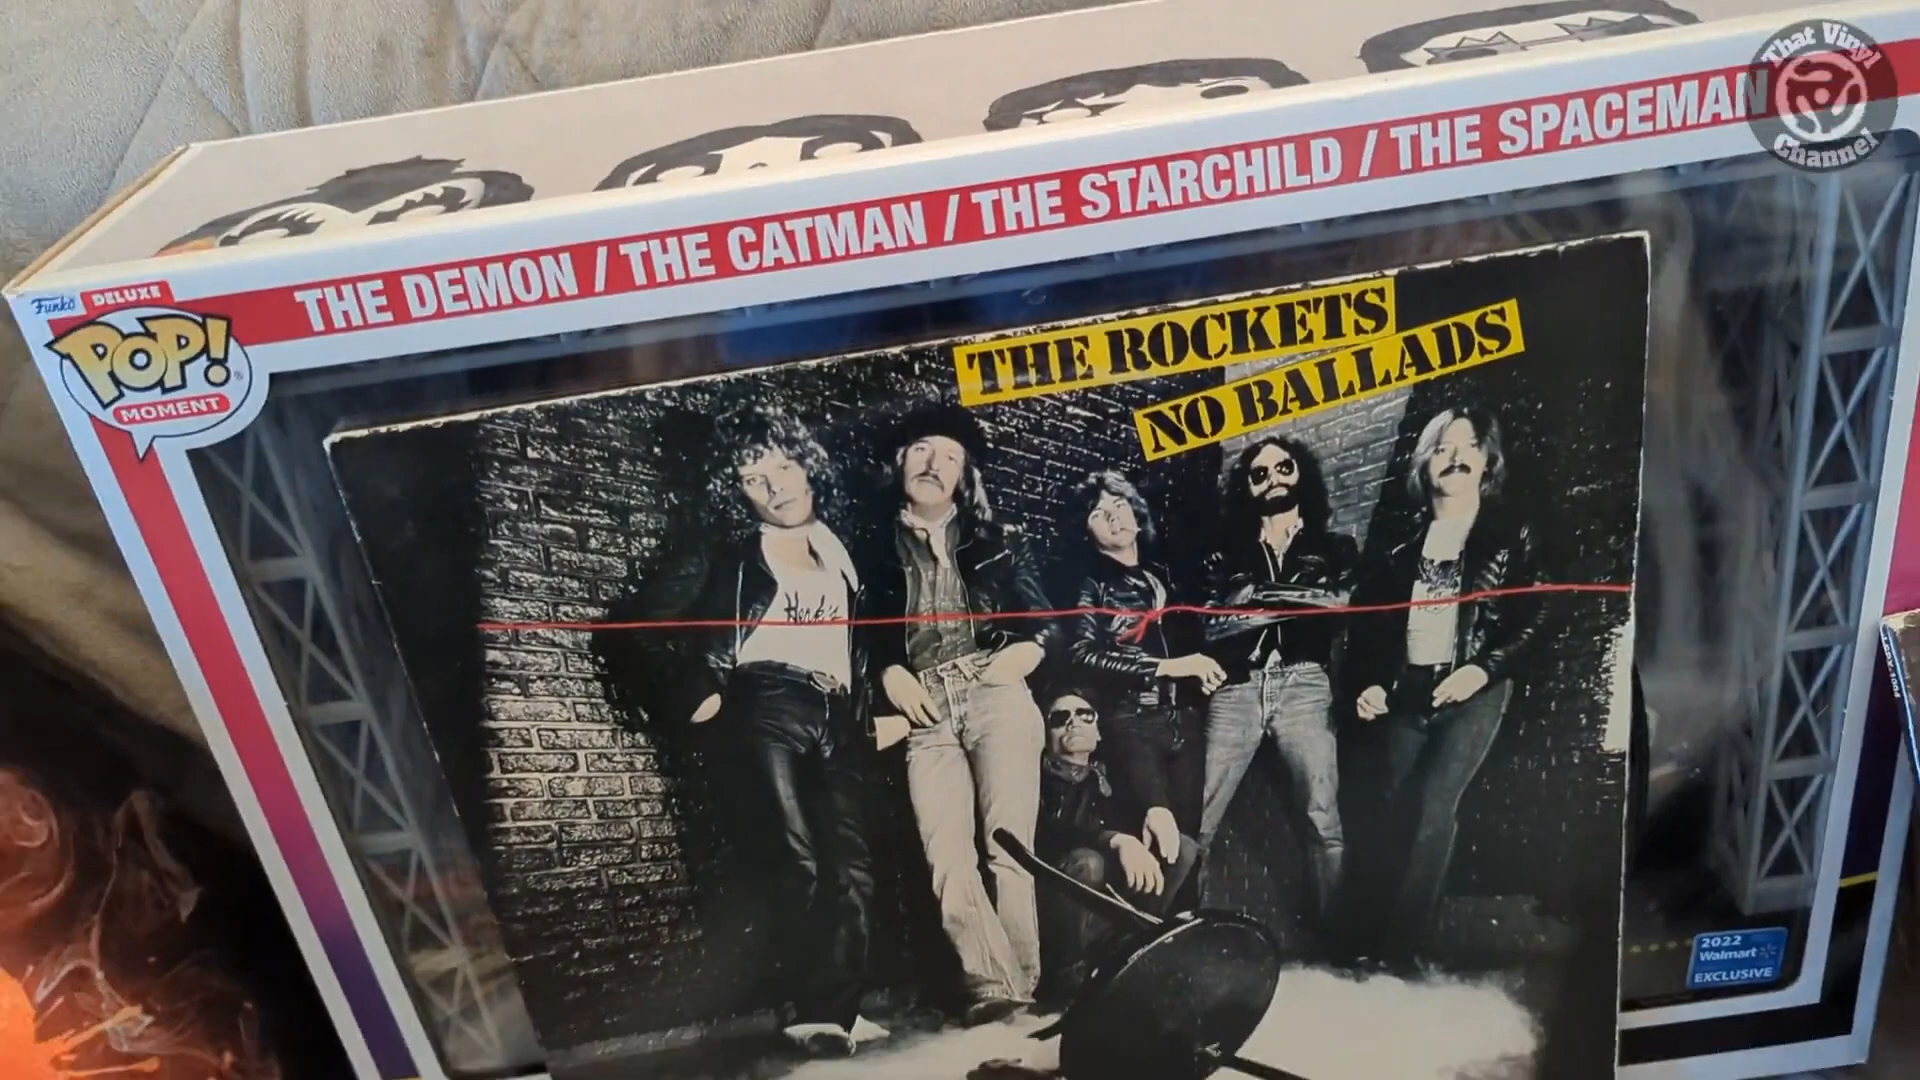 That Vinyl
Channel
THE DEMON / THE CATMAN / THE STARCHILD / THE SPACEMAN
Funko DELUXE
POP!
MOMENT
THE ROCKETS
NO BALLADS
Herb's
2022
Walmart
EXCLUSIVE